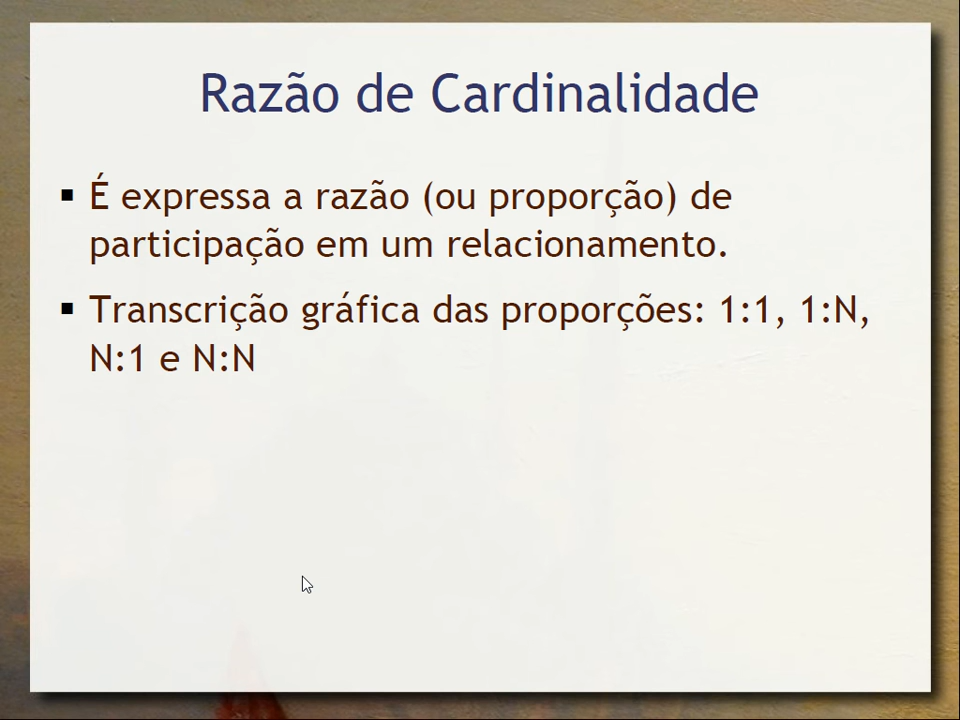 Razão de Cardinalidade
É expressa a razão (ou proporção) de
participação em um relacionamento.
Transcrição gráfica das proporções: 1:1, 1:N,
N:1 e N:N